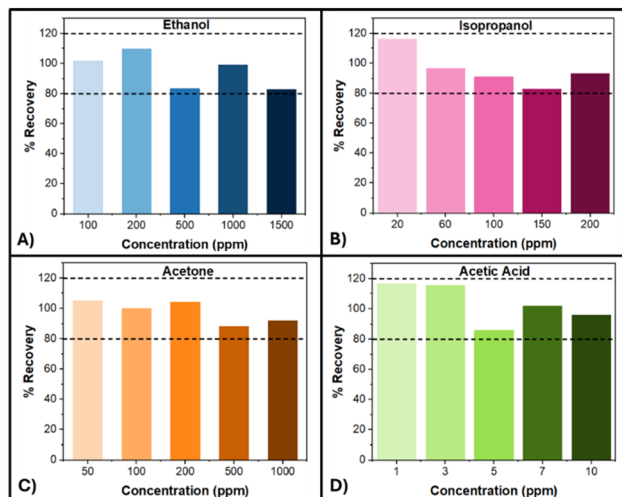 Ethanol
120
100
80
60
40
20
0
% Recovery
100 200 500 1000 1500
Concentration (ppm)
A)
Isopropanol
120
100
80
60
40
20
0
% Recovery
20 60 100 150 200
Concentration (ppm)
B)
Acetone
120
100
80
60
40
20
0
% Recovery
50 100 200 500 1000
Concentration (ppm)
C)
Acetic Acid
120
100
80
60
40
20
0
% Recovery
1 3 5 7 10
Concentration (ppm)
D)